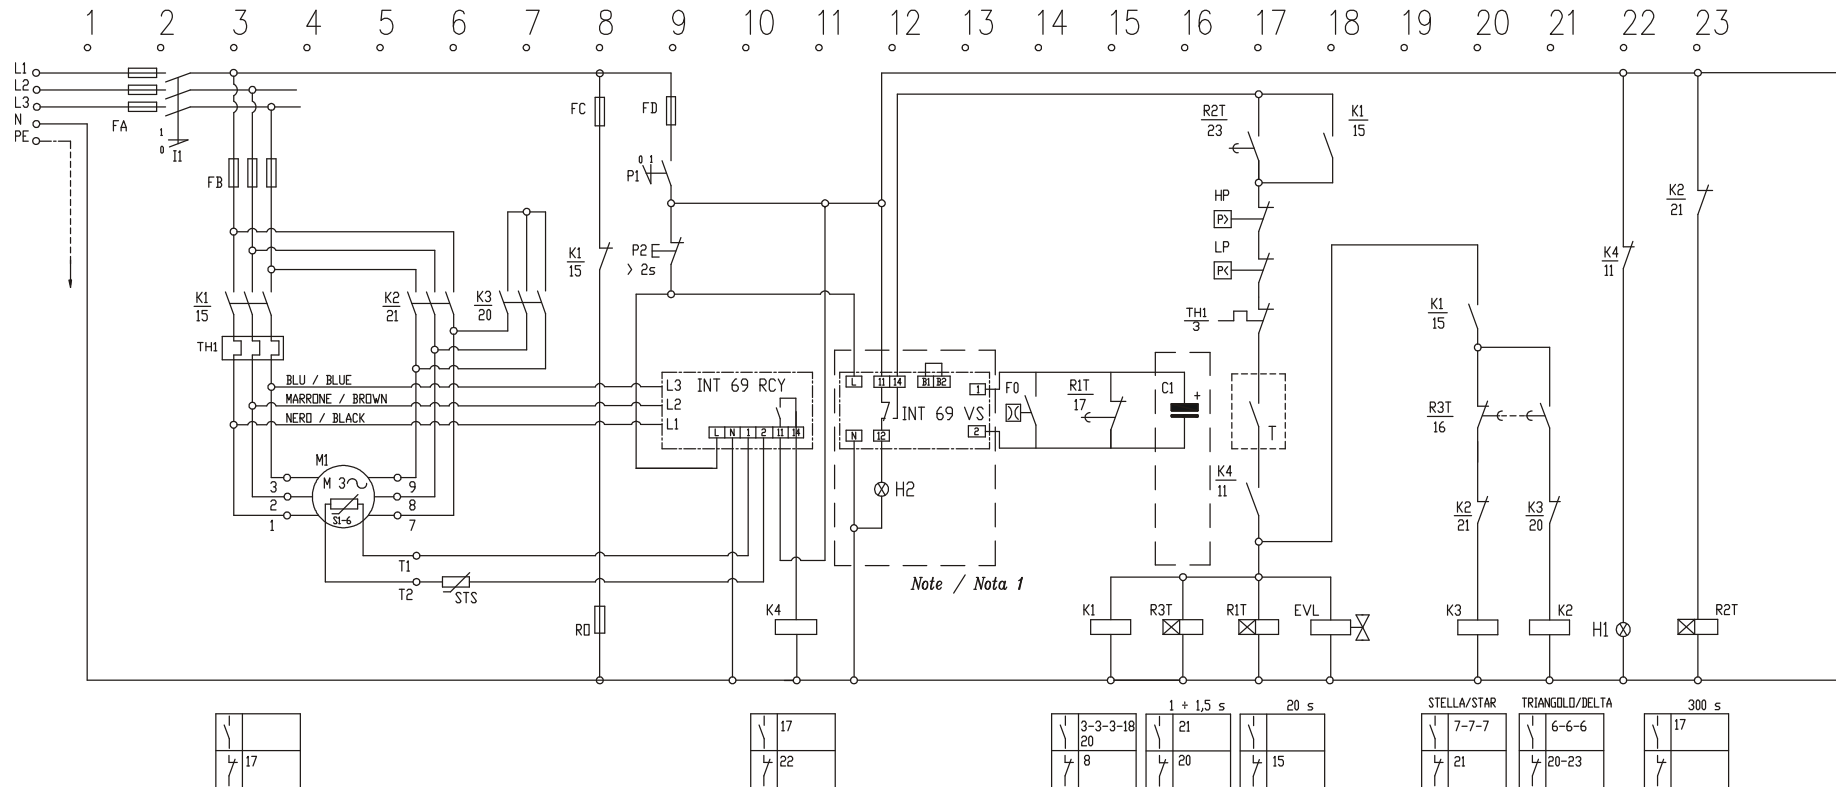 1 2 3 4 5 6 7 8 9 10 11 12 13 14 15 16 17 18 19 20 21 22 23
L1
L2
L3
N
PE
FA
1
0
I1
FB
FC
FD
0 1
P1
P2
> 2s
K1
15
R2T
23
K1
15
HP
P>
LP
P<
TH1
3
K2
21
K4
11
K1
15
K1
15
K2
21
K3
20
TH1
BLU / BLUE
MARRONE / BROWN
NERO / BLACK
L3
L2
L1
INT 69 RCY
L N 1 2 11 14
L
11 14
B1 B2
INT 69 VS
1
2
N
12
H2
F0
R1T
17
C1
+
T
K4
11
R3T
16
K2
21
K3
20
M1
M 3
S1-6
3
2
1
9
8
7
T1
T2
STS
RO
K4
Note / Nota 1
K1
R3T
R1T
EVL
K3
K2
H1
R2T
1 ÷ 1,5 s
20 s
STELLA/STAR
TRIANGOLO/DELTA
300 s
17
17
22
3-3-3-18
20
8
21
20
15
7-7-7
21
6-6-6
20-23
17